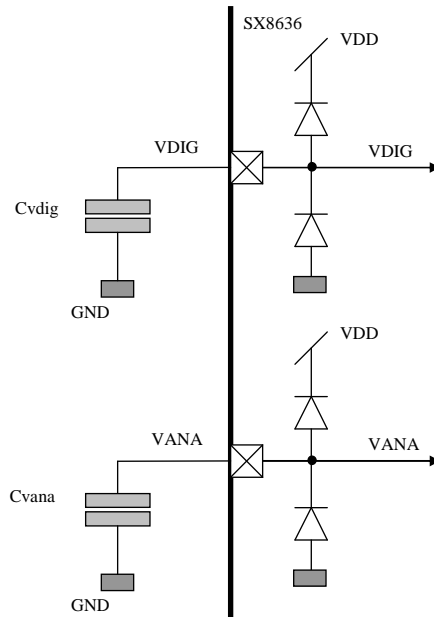 SX8636
VDD
VDIG
VDIG
Cvdig
GND
VDD
VANA
VANA
Cvana
GND